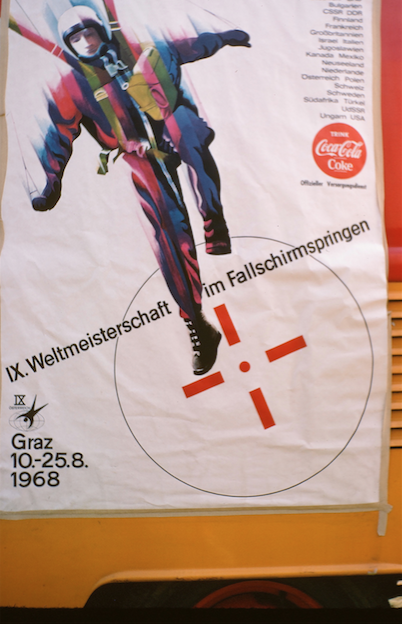 Bulgarien
CSSR DDR
Finnland
Frankreich
Großbritannien
Israel Italien
Jugoslawien
Kanada Mexiko
Neuseeland
Niederlande
Österreich Polen
Schweiz
Schweden
Südafrika Türkei
UdSSR
Ungarn USA
TRINK
Coca-Cola
Coke
IX. Weltmeisterschaft im Fallschirmspringen
IX
Graz
10.-25.8.
1968